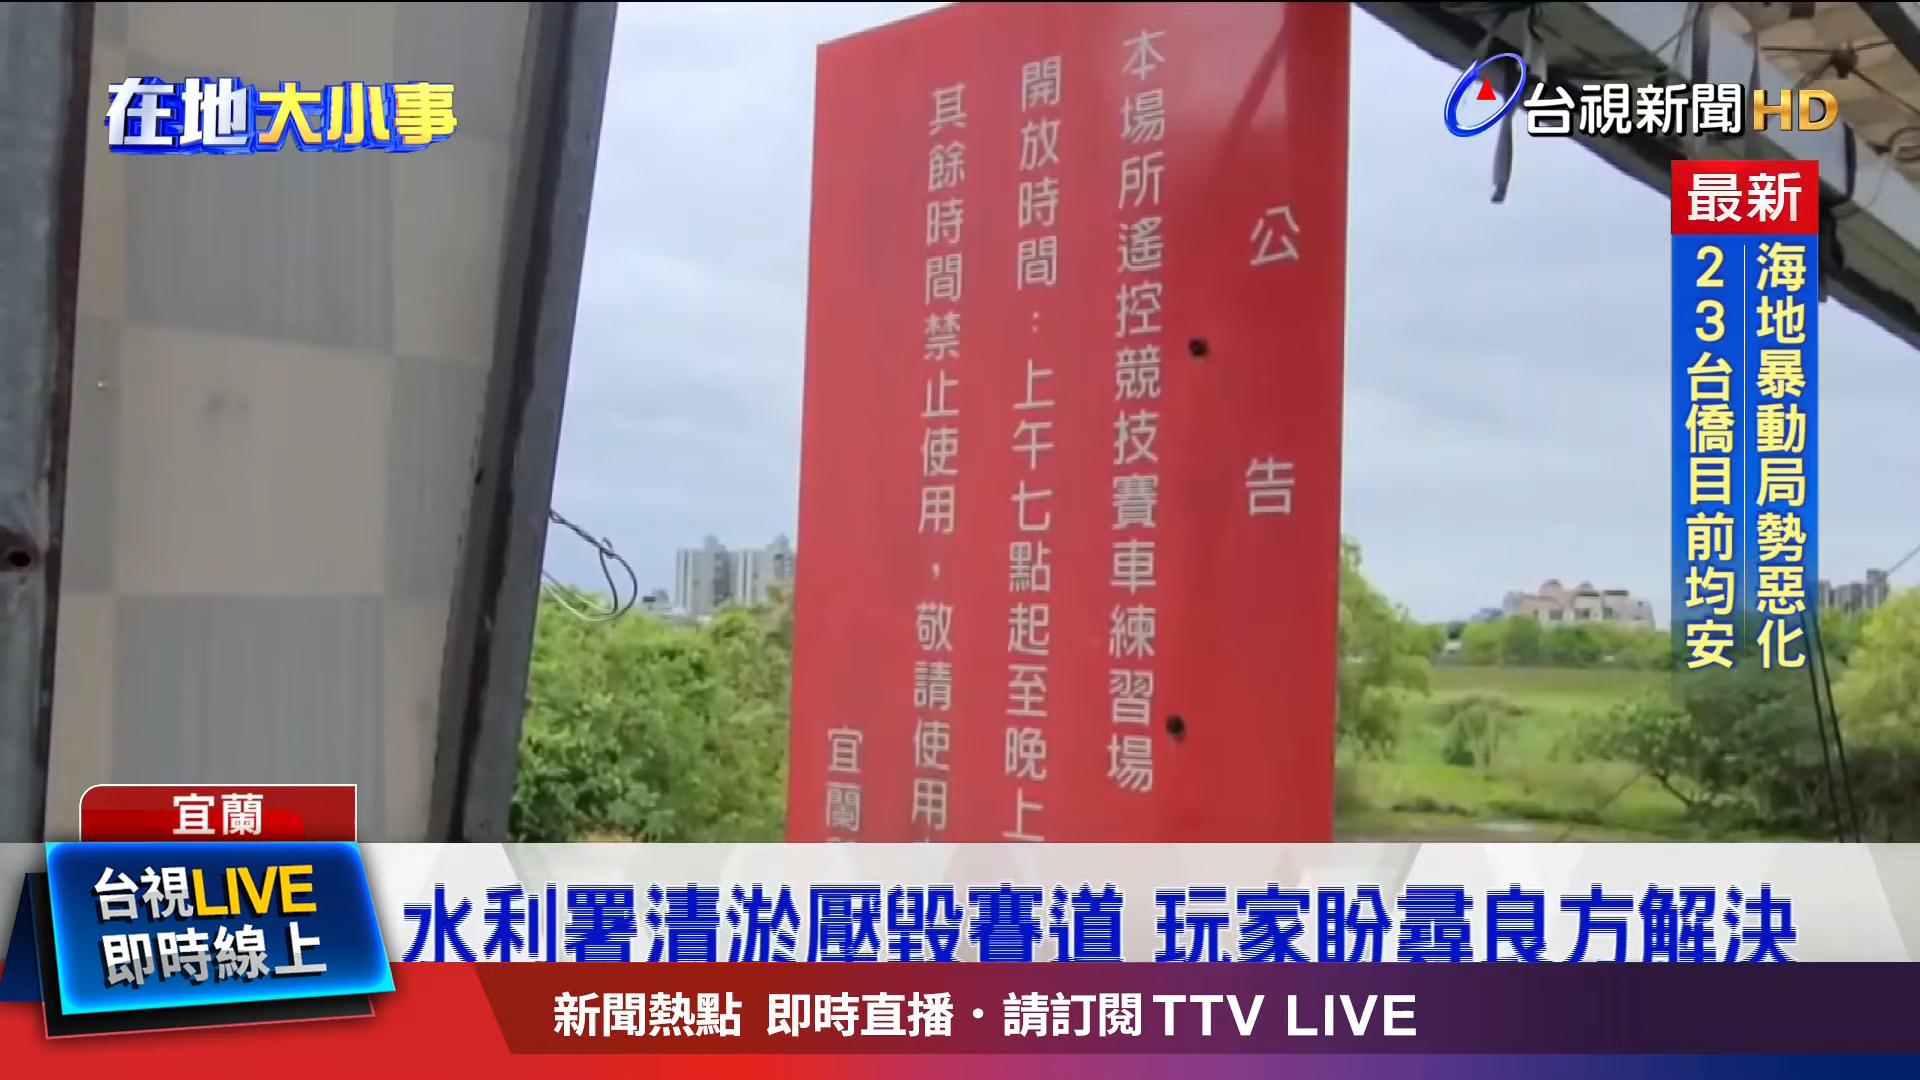 在地大小事
台視新聞HD
最新
海地暴動局勢惡化
23台僑目前均安
公告
本場所遙控競技賽車練習場
開放時間：上午七點起至晚上
其餘時間禁止使用，敬請使用
宜蘭
宜蘭
台視LIVE
即時線上
水利署清淤壓毀賽道 玩家盼尋良方解決
新聞熱點 即時直播・請訂閱TTV LIVE